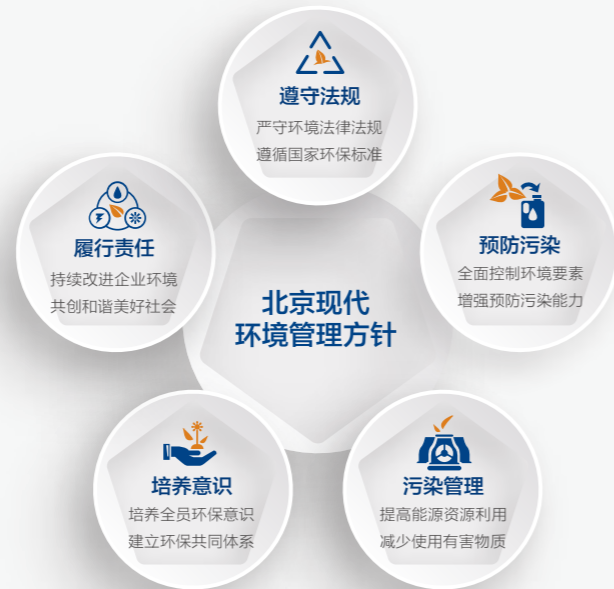 遵守法规
严守环境法律法规
遵循国家环保标准
履行责任
持续改进企业环境
共创和谐美好社会
预防污染
全面控制环境要素
增强预防污染能力
北京现代
环境管理方针
培养意识
培养全员环保意识
建立环保共同体系
污染管理
提高能源资源利用
减少使用有害物质